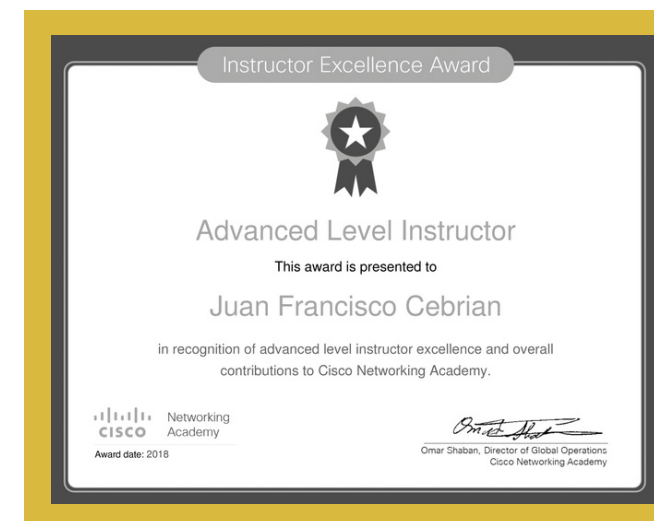 Instructor Excellence Award
Advanced Level Instructor
This award is presented to
Juan Francisco Cebrian
in recognition of advanced level instructor excellence and overall
contributions to Cisco Networking Academy.
CISCO
Networking
Academy
Award date: 2018
Omar Shaban
Omar Shaban, Director of Global Operations
Cisco Networking Academy